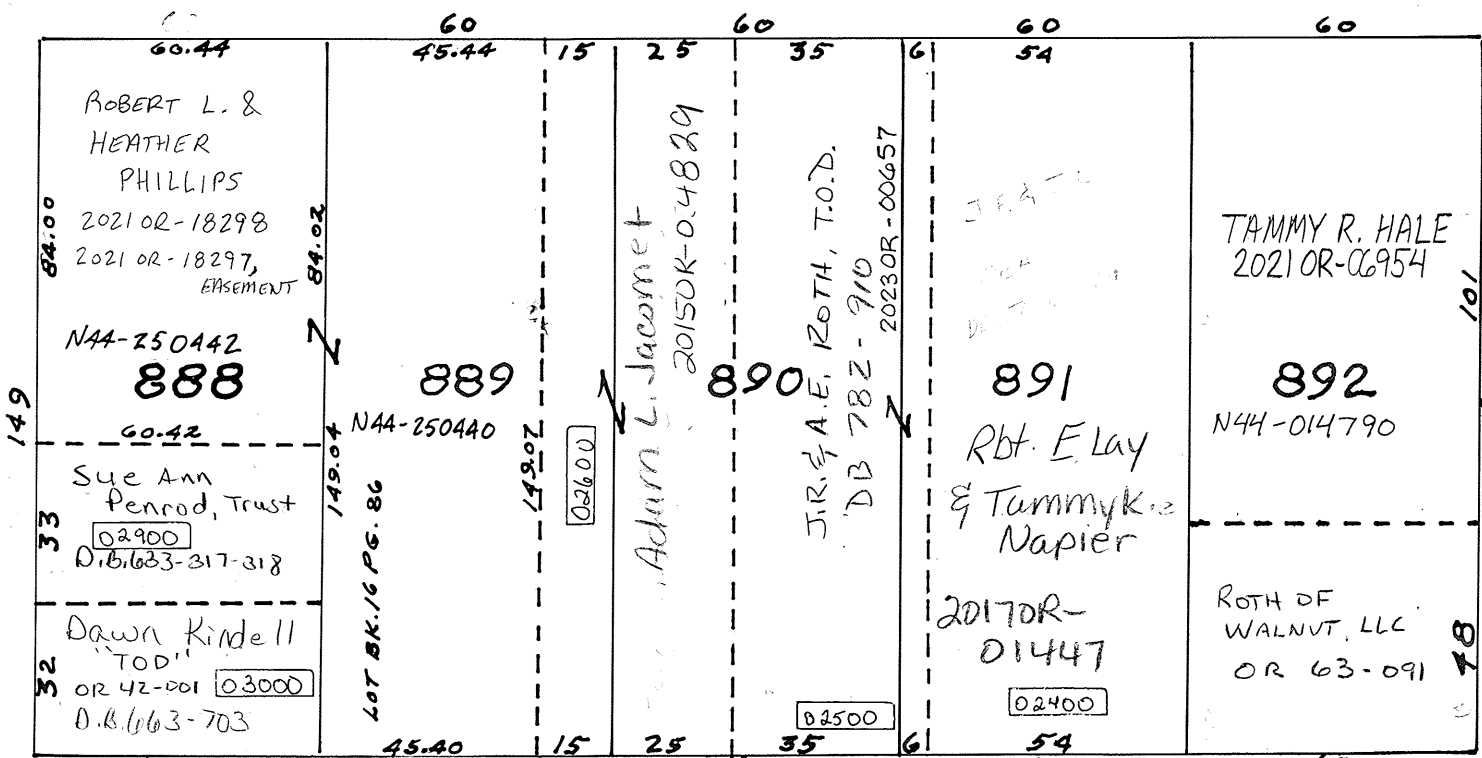 60 60 60 60
60.44 45.44 15 25 35 6 54
ROBERT L. &
HEATHER
PHILLIPS
2021 OR-18298
2021 OR-18297,
EASEMENT
84.00
84.02
N44-250442
888
149
60.42
Sue Ann
Penrod, Trust
02900
D.B.633-317-318
33
Dawn Kindell
"TOD"
OR 42-001 03000
D.B.663-703
32
889
N44-250440
149.04
149.07
LOT BK.16 PG.86
02600
Adam L. Jacomet
2015OR-04829
890
J.R. & A.E. ROTH, T.O.D.
DB 782-910
2023OR-00657
02500
891
Rbt. E. Lay
& Tammy K.
Napier
2017OR-
01447
02400
TAMMY R. HALE
2021 OR-06954
101
892
N44-014790
ROTH OF
WALNUT, LLC
OR 63-091
48
45.40 15 25 35 6 54